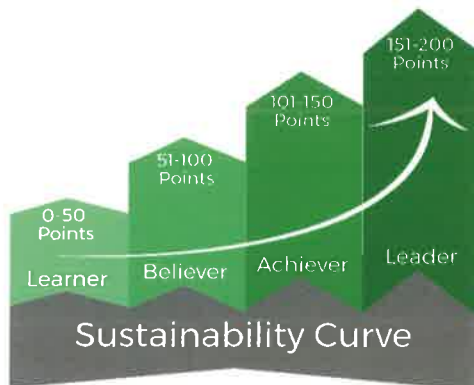 151-200
Points
101-150
Points
51-100
Points
0-50
Points
Learner
Believer
Achiever
Leader
Sustainability Curve